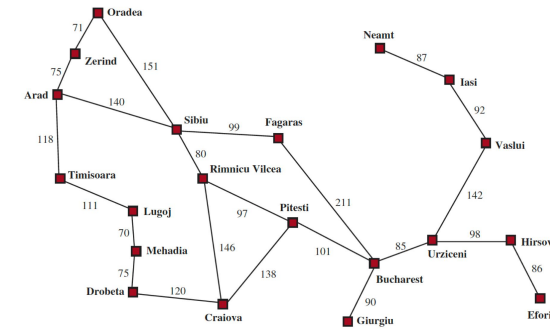 Oradea
71
Neamt
87
Zerind
151
75
Iasi
Arad
140
92
Sibiu
Fagaras
99
118
Vaslui
80
Timisoara
Rimnicu Vilcea
111
Lugoj
97
Pitesti
211
142
70
98
Hirsov
146
101
85
Mehadia
138
Urziceni
75
86
Bucharest
Drobeta
120
90
Craiova
Giurgiu
Efori